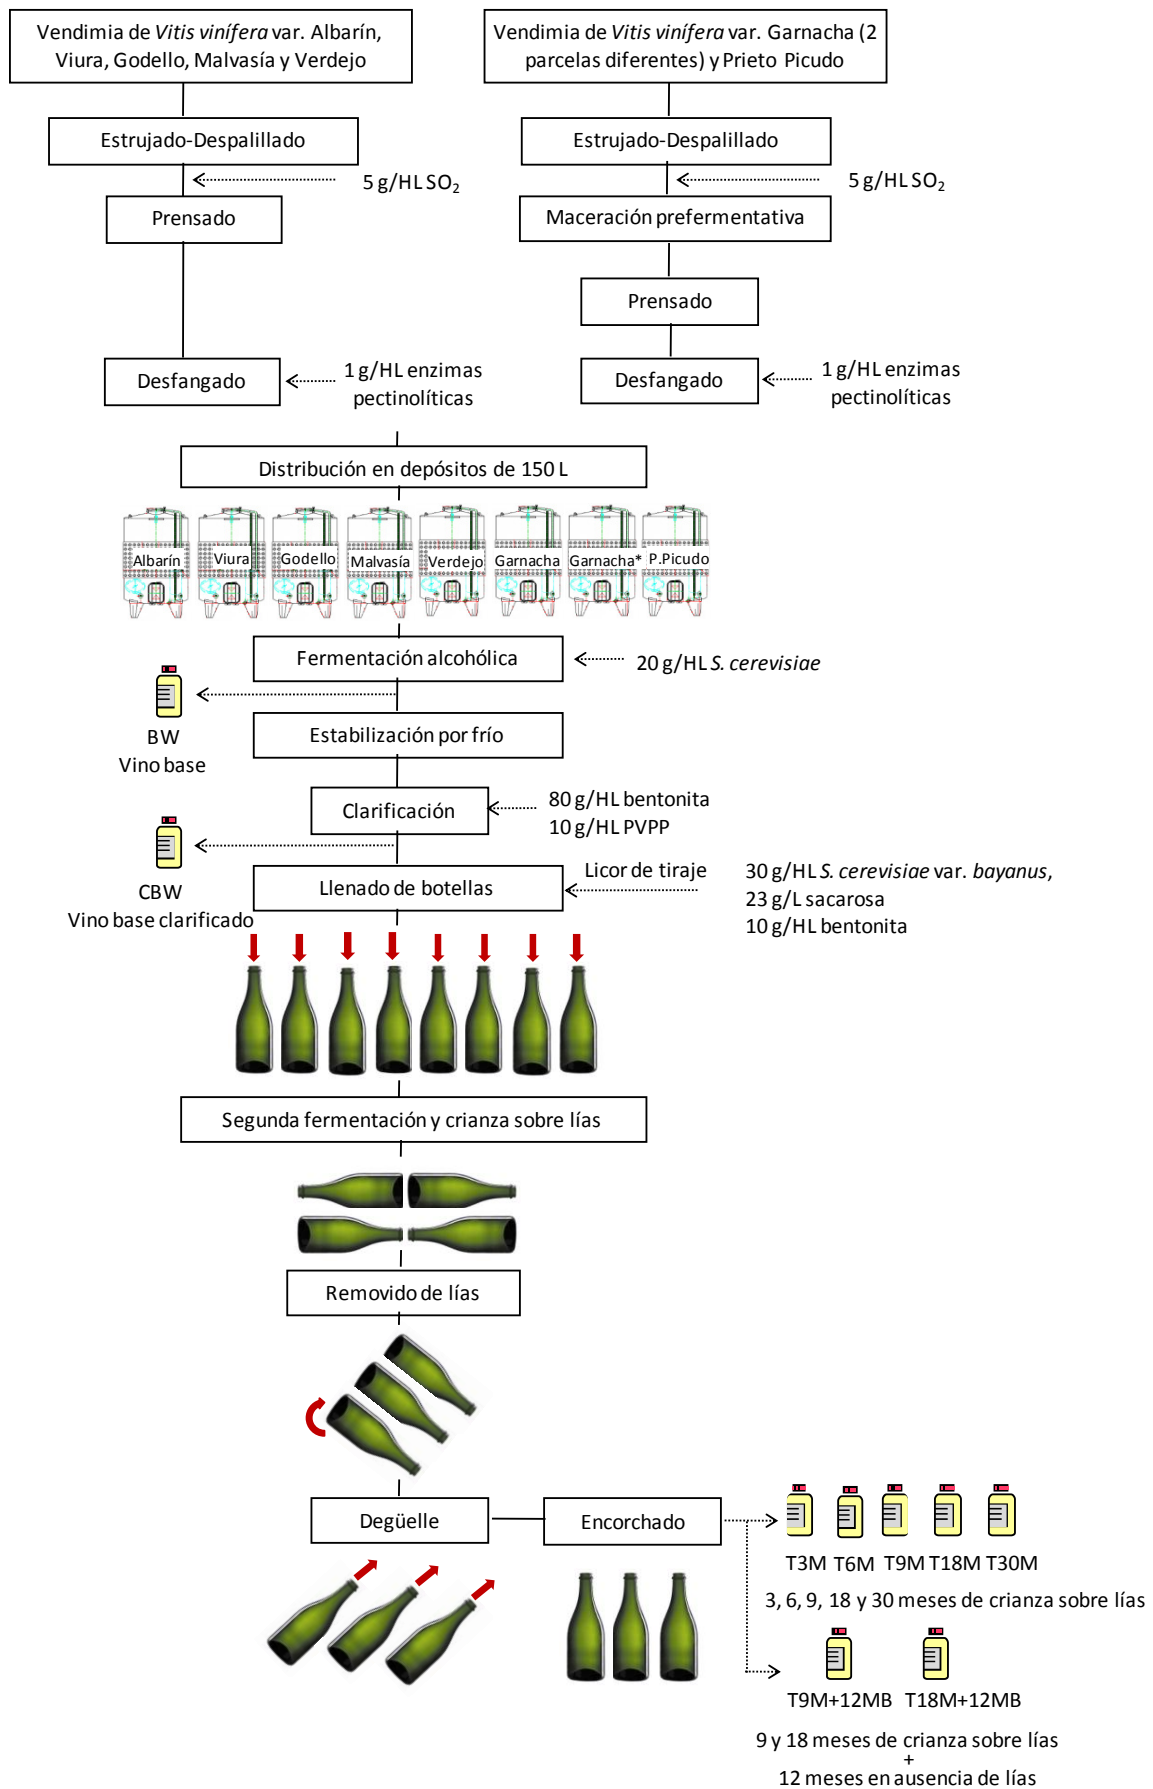 Vendimia de Vitis vinífera var. Albarín,
Viura, Godello, Malvasía y Verdejo
Vendimia de Vitis vinífera var. Garnacha (2
parcelas diferentes) y Prieto Picudo
Estrujado-Despalillado
Estrujado-Despalillado
5 g/HL SO₂
5 g/HL SO₂
Prensado
Maceración prefermentativa
Prensado
Desfangado
1 g/HL enzimas
pectinolíticas
Desfangado
1 g/HL enzimas
pectinolíticas
Distribución en depósitos de 150 L
Albarín
Viura
Godello
Malvasía
Verdejo
Garnacha
Garnacha*
P.Picudo
Fermentación alcohólica
20 g/HL S. cerevisiae
BW
Vino base
Estabilización por frío
Clarificación
80 g/HL bentonita
10 g/HL PVPP
CBW
Vino base clarificado
Llenado de botellas
Licor de tiraje
30 g/HL S. cerevisiae var. bayanus,
23 g/L sacarosa
10 g/HL bentonita
Segunda fermentación y crianza sobre lías
Removido de lías
Degüelle
Encorchado
T3M T6M T9M T18M T30M
3, 6, 9, 18 y 30 meses de crianza sobre lías
T9M+12MB T18M+12MB
9 y 18 meses de crianza sobre lías
+
12 meses en ausencia de lías